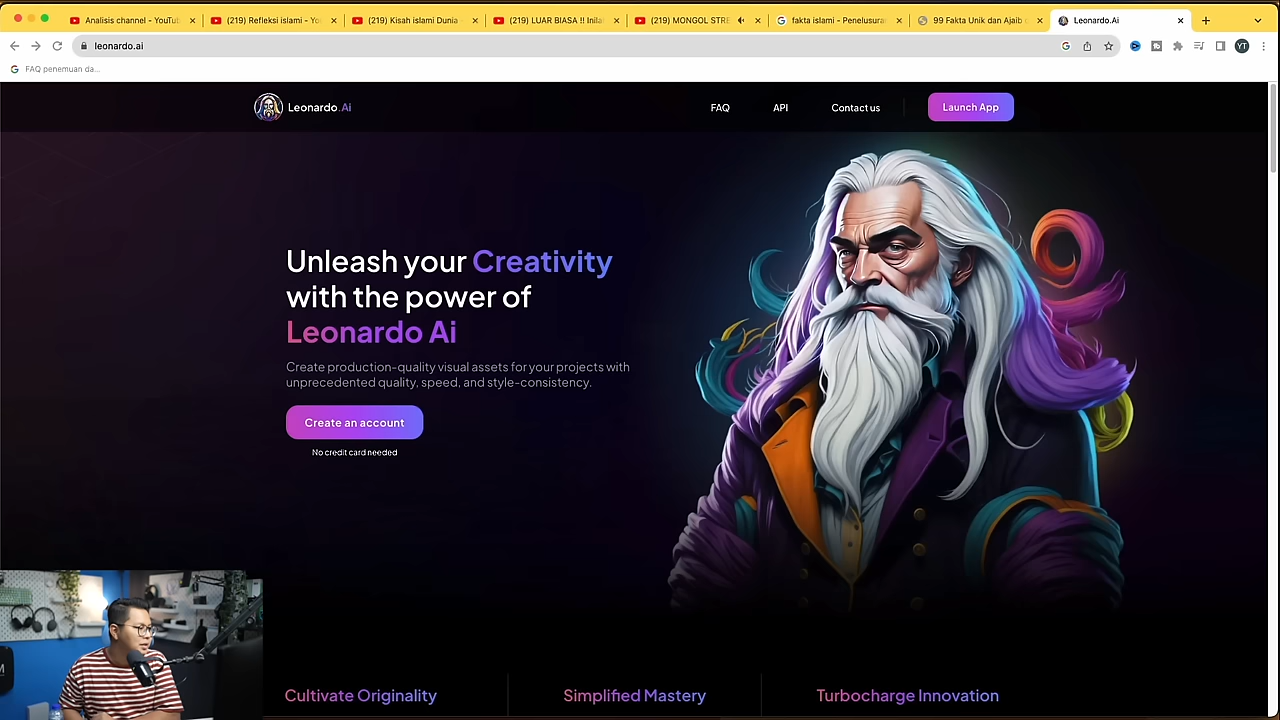 Analisis channel - YouTu
(219) Refleksi islami - Yo
(219) Kisah islami Dunia -
(219) LUAR BIASA !! Inila
(219) MONGOL STRE
fakta islami - Penelusura
99 Fakta Unik dan Ajaib d
Leonardo.Ai
leonardo.ai
YT
FAQ penemuan da...
Leonardo.Ai
FAQ
API
Contact us
Launch App
Unleash your Creativity
with the power of
Leonardo Ai
Create production-quality visual assets for your projects with
unprecedented quality, speed, and style-consistency.
Create an account
No credit card needed
Cultivate Originality
Simplified Mastery
Turbocharge Innovation